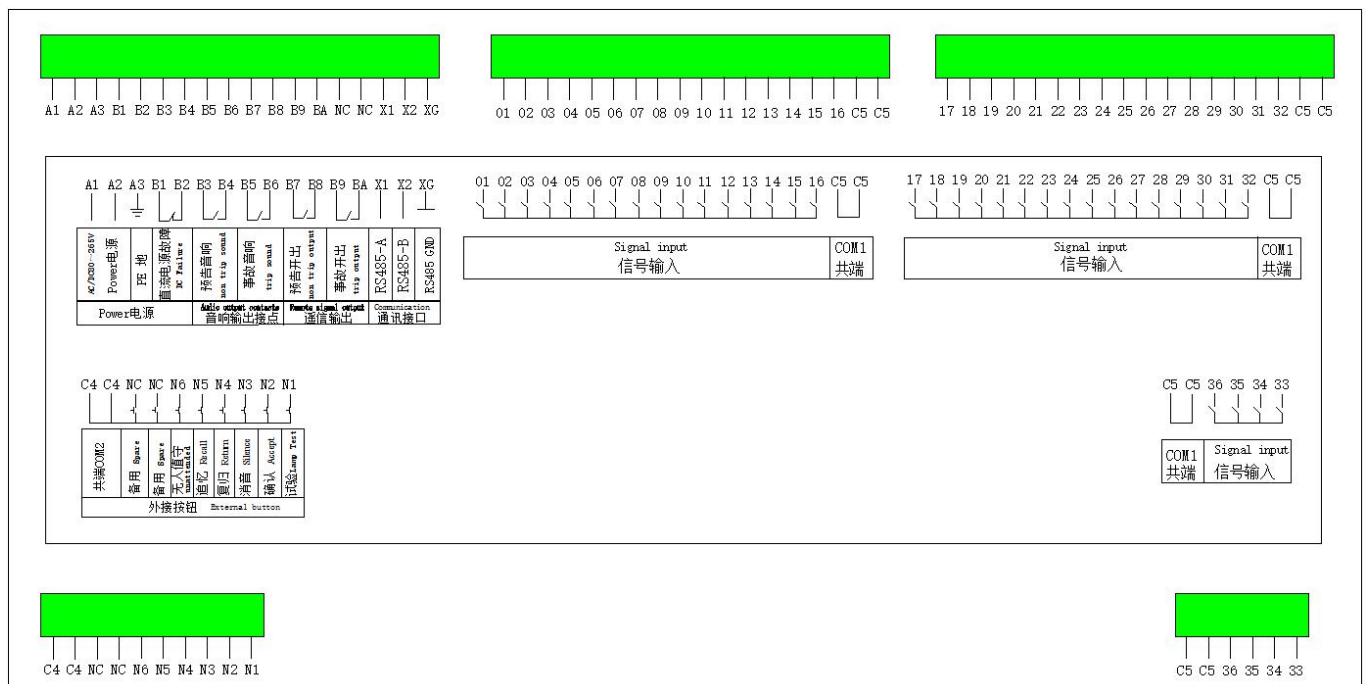 A1 A2 A3 B1 B2 B3 B4 B5 B6 B7 B8 B9 BA NC NC X1 X2 XG
01 02 03 04 05 06 07 08 09 10 11 12 13 14 15 16 C5 C5
17 18 19 20 21 22 23 24 25 26 27 28 29 30 31 32 C5 C5
A1 A2 A3 B1 B2 B3 B4 B5 B6 B7 B8 B9 BA X1 X2 XG
AC/DC80--265V
Power电源
PE 地
直流电源故障
DC Failure
预告音响
non trip sound
事故音响
trip sound
预告开出
non trip output
事故开出
trip output
RS485-A
RS485-B
RS485 GND
Power电源
Audio output contacts
音响输出接点
Remote signal output
遥信输出
Communication
通讯接口
01 02 03 04 05 06 07 08 09 10 11 12 13 14 15 16 C5 C5
Signal input
信号输入
COM1
共端
17 18 19 20 21 22 23 24 25 26 27 28 29 30 31 32 C5 C5
Signal input
信号输入
COM1
共端
C4 C4 NC NC N6 N5 N4 N3 N2 N1
共端COM2
备用 Spare
备用 Spare
无人值守
unattended
追忆 Recall
复归 Return
消音 Silence
确认 Accept
试验Lamp Test
外接按钮 External button
C5 C5 36 35 34 33
COM1
共端
Signal input
信号输入
C4 C4 NC NC N6 N5 N4 N3 N2 N1
C5 C5 36 35 34 33